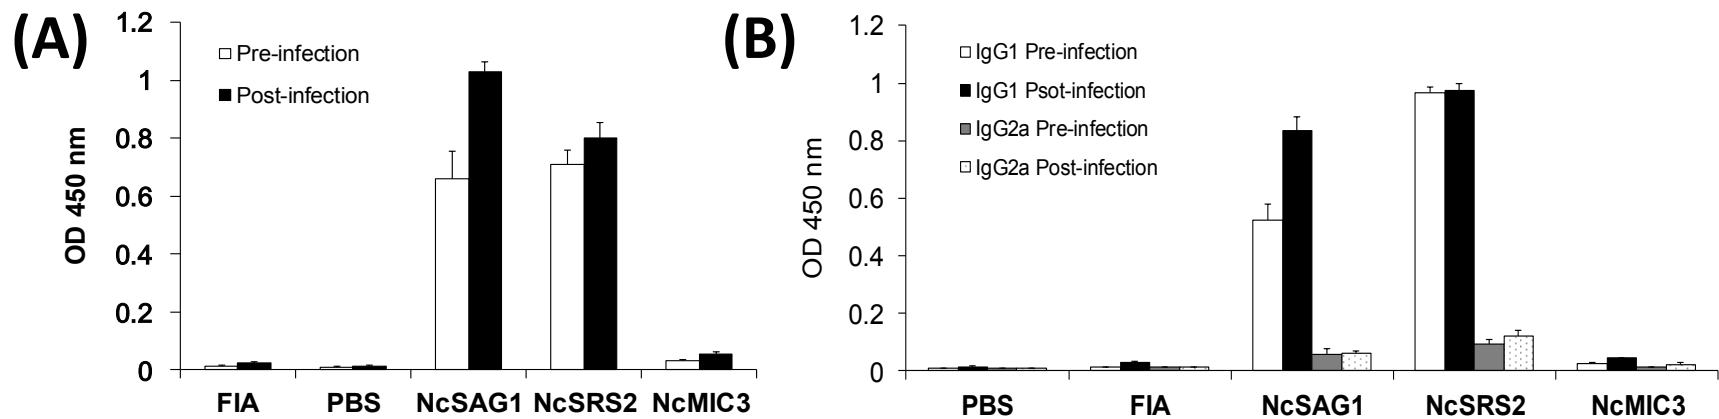 (A)
1.2
1
0.8
0.6
0.4
0.2
0
OD 450 nm
Pre-infection
Post-infection
FIA PBS NcSAG1 NcSRS2 NcMIC3
(B)
1.2
1
0.8
0.6
0.4
0.2
0
OD 450 nm
IgG1 Pre-infection
IgG1 Psot-infection
IgG2a Pre-infection
IgG2a Post-infection
PBS FIA NcSAG1 NcSRS2 NcMIC3